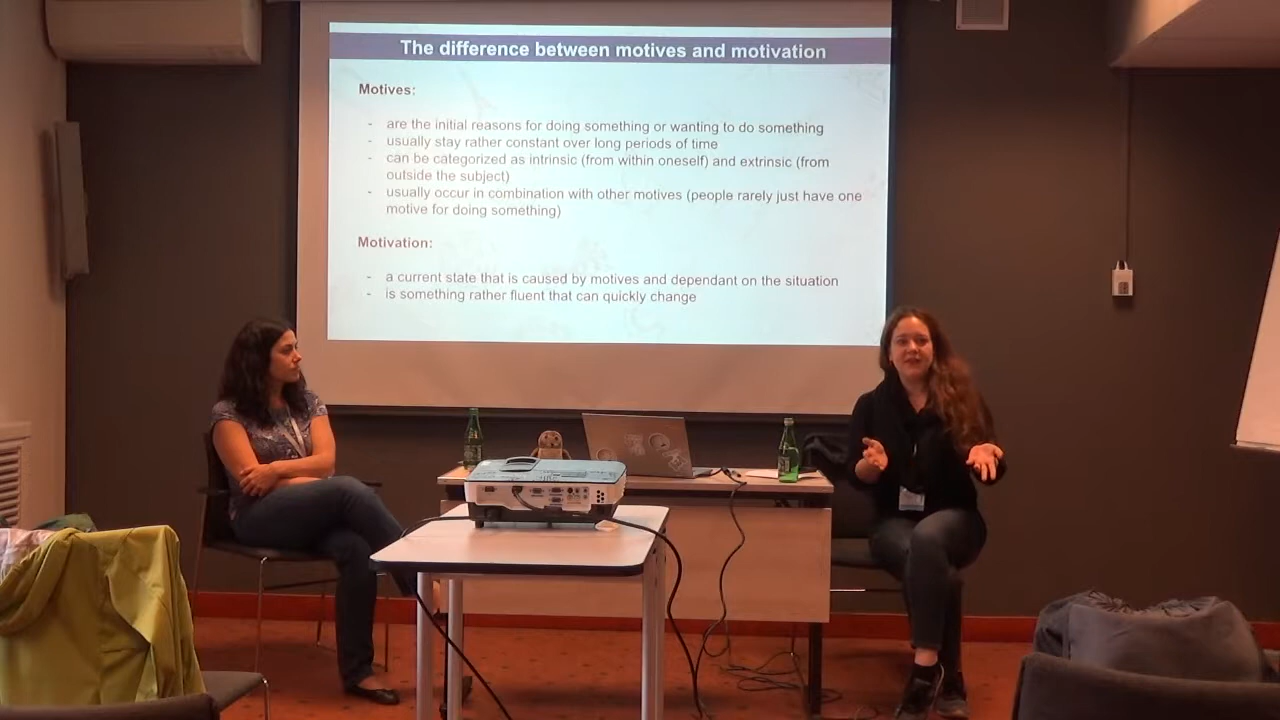 The difference between motives and motivation
Motives:
- are the initial reasons for doing something or wanting to do something
- usually stay rather constant over long periods of time
- can be categorized as intrinsic (from within oneself) and extrinsic (from
outside the subject)
- usually occur in combination with other motives (people rarely just have one
motive for doing something)
Motivation:
- a current state that is caused by motives and dependant on the situation
- is something rather fluent that can quickly change